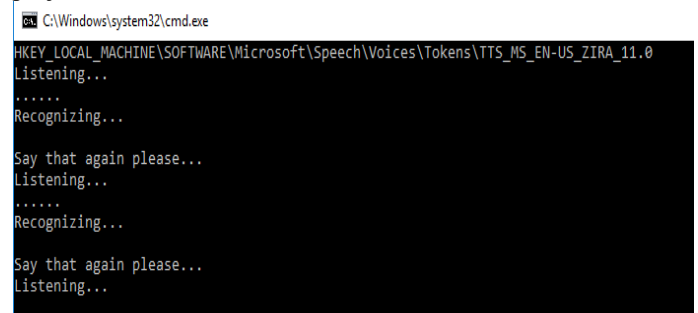 C:\Windows\system32\cmd.exe
HKEY_LOCAL_MACHINE\SOFTWARE\Microsoft\Speech\Voices\Tokens\TTS_MS_EN-US_ZIRA_11.0
Listening...
......
Recognizing...
Say that again please...
Listening...
......
Recognizing...
Say that again please...
Listening...